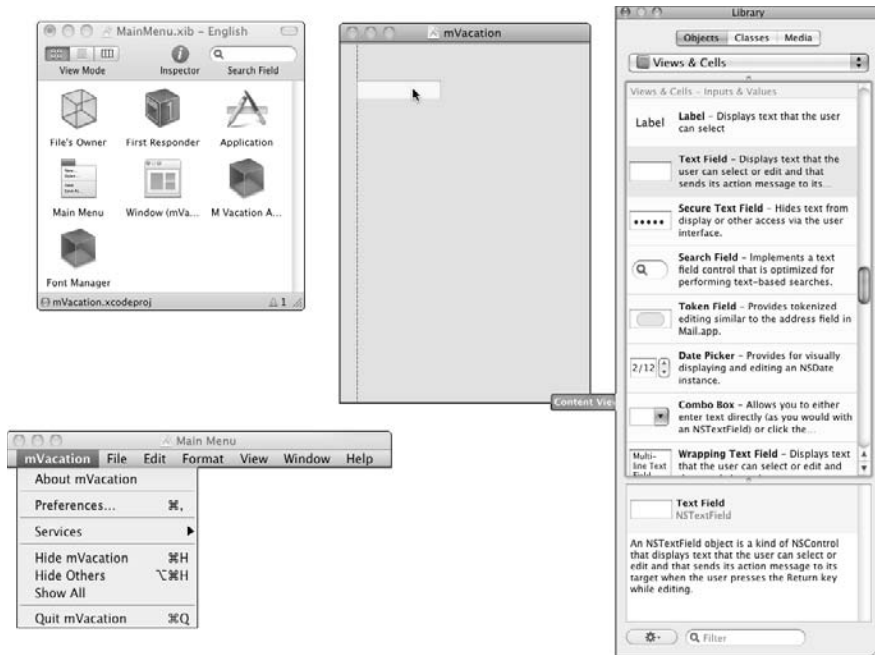 MainMenu.xib – English
View Mode
Inspector
Search Field
File's Owner
First Responder
Application
Main Menu
Window (mVa...
M Vacation A...
Font Manager
mVacation.xcodeproj
1
mVacation
Content View
Library
Objects
Classes
Media
Views & Cells
Views & Cells – Inputs & Values
Label
Label – Displays text that the user
can select
Text Field – Displays text that the
user can select or edit and that
sends its action message to its...
Secure Text Field – Hides text from
display or other access via the user
interface.
Search Field – Implements a text
field control that is optimized for
performing text-based searches.
Token Field – Provides tokenized
editing similar to the address field in
Mail.app.
2/12
Date Picker – Provides for visually
displaying and editing an NSDate
instance.
Combo Box – Allows you to either
enter text directly (as you would with
an NSTextField) or click the...
Multi-
line Text
Wrapping Text Field – Displays text
that the user can select or edit and
Text Field
NSTextField
An NSTextField object is a kind of NSControl
that displays text that the user can select or
edit and that sends its action message to its
target when the user presses the Return key
while editing.
Filter
Main Menu
mVacation File Edit Format View Window Help
About mVacation
Preferences... ⌘,
Services
Hide mVacation ⌘H
Hide Others ⌥⌘H
Show All
Quit mVacation ⌘Q